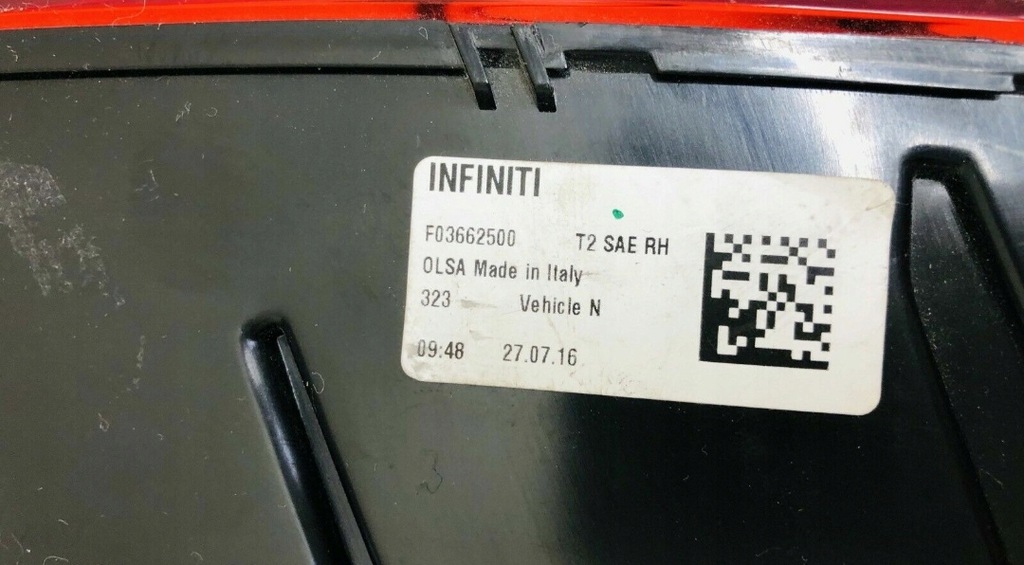 INFINITI
F03662500 T2 SAE RH
OLSA Made in Italy
323 Vehicle N
09:48 27.07.16